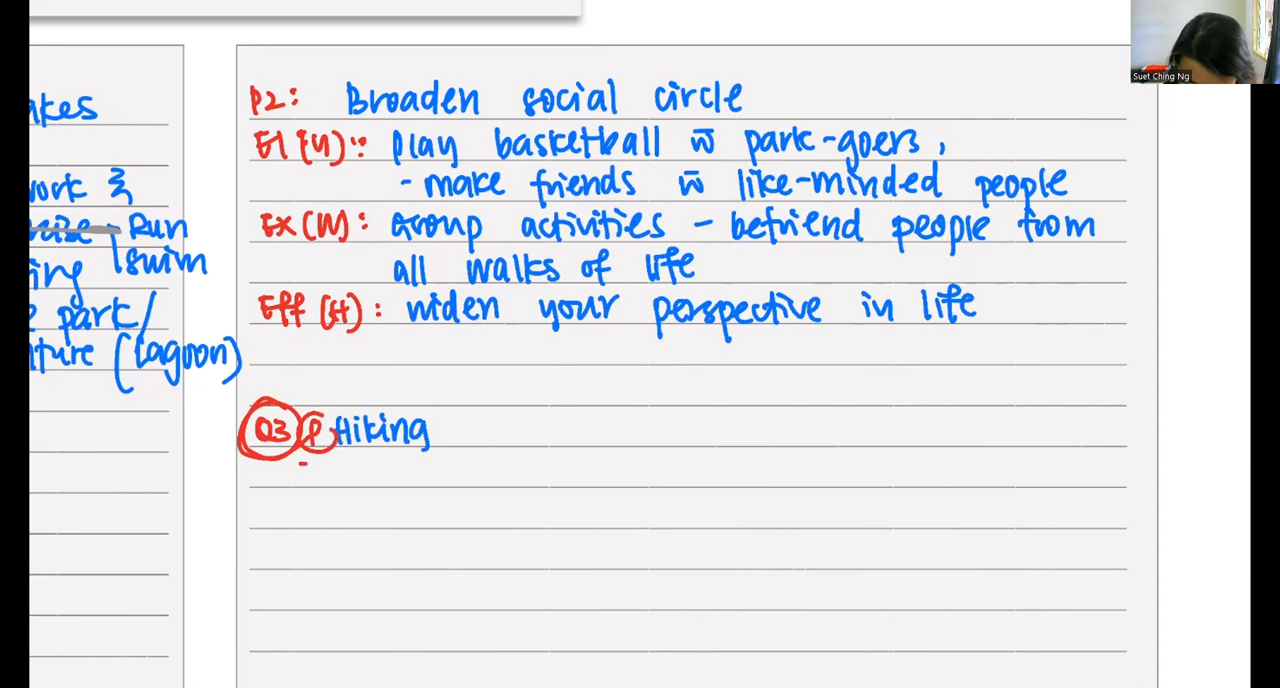 Suet Ching Ng
akes
work &
Run
swim
ing
park/
ture (lagoon)
P2: Broaden social circle
El (4): play basketball w̄ park-goers,
- make friends w̄ like-minded people
Ex (N): Group activities - befriend people from
all walks of life
Eff (H): widen your perspective in life
Q3 P Hiking